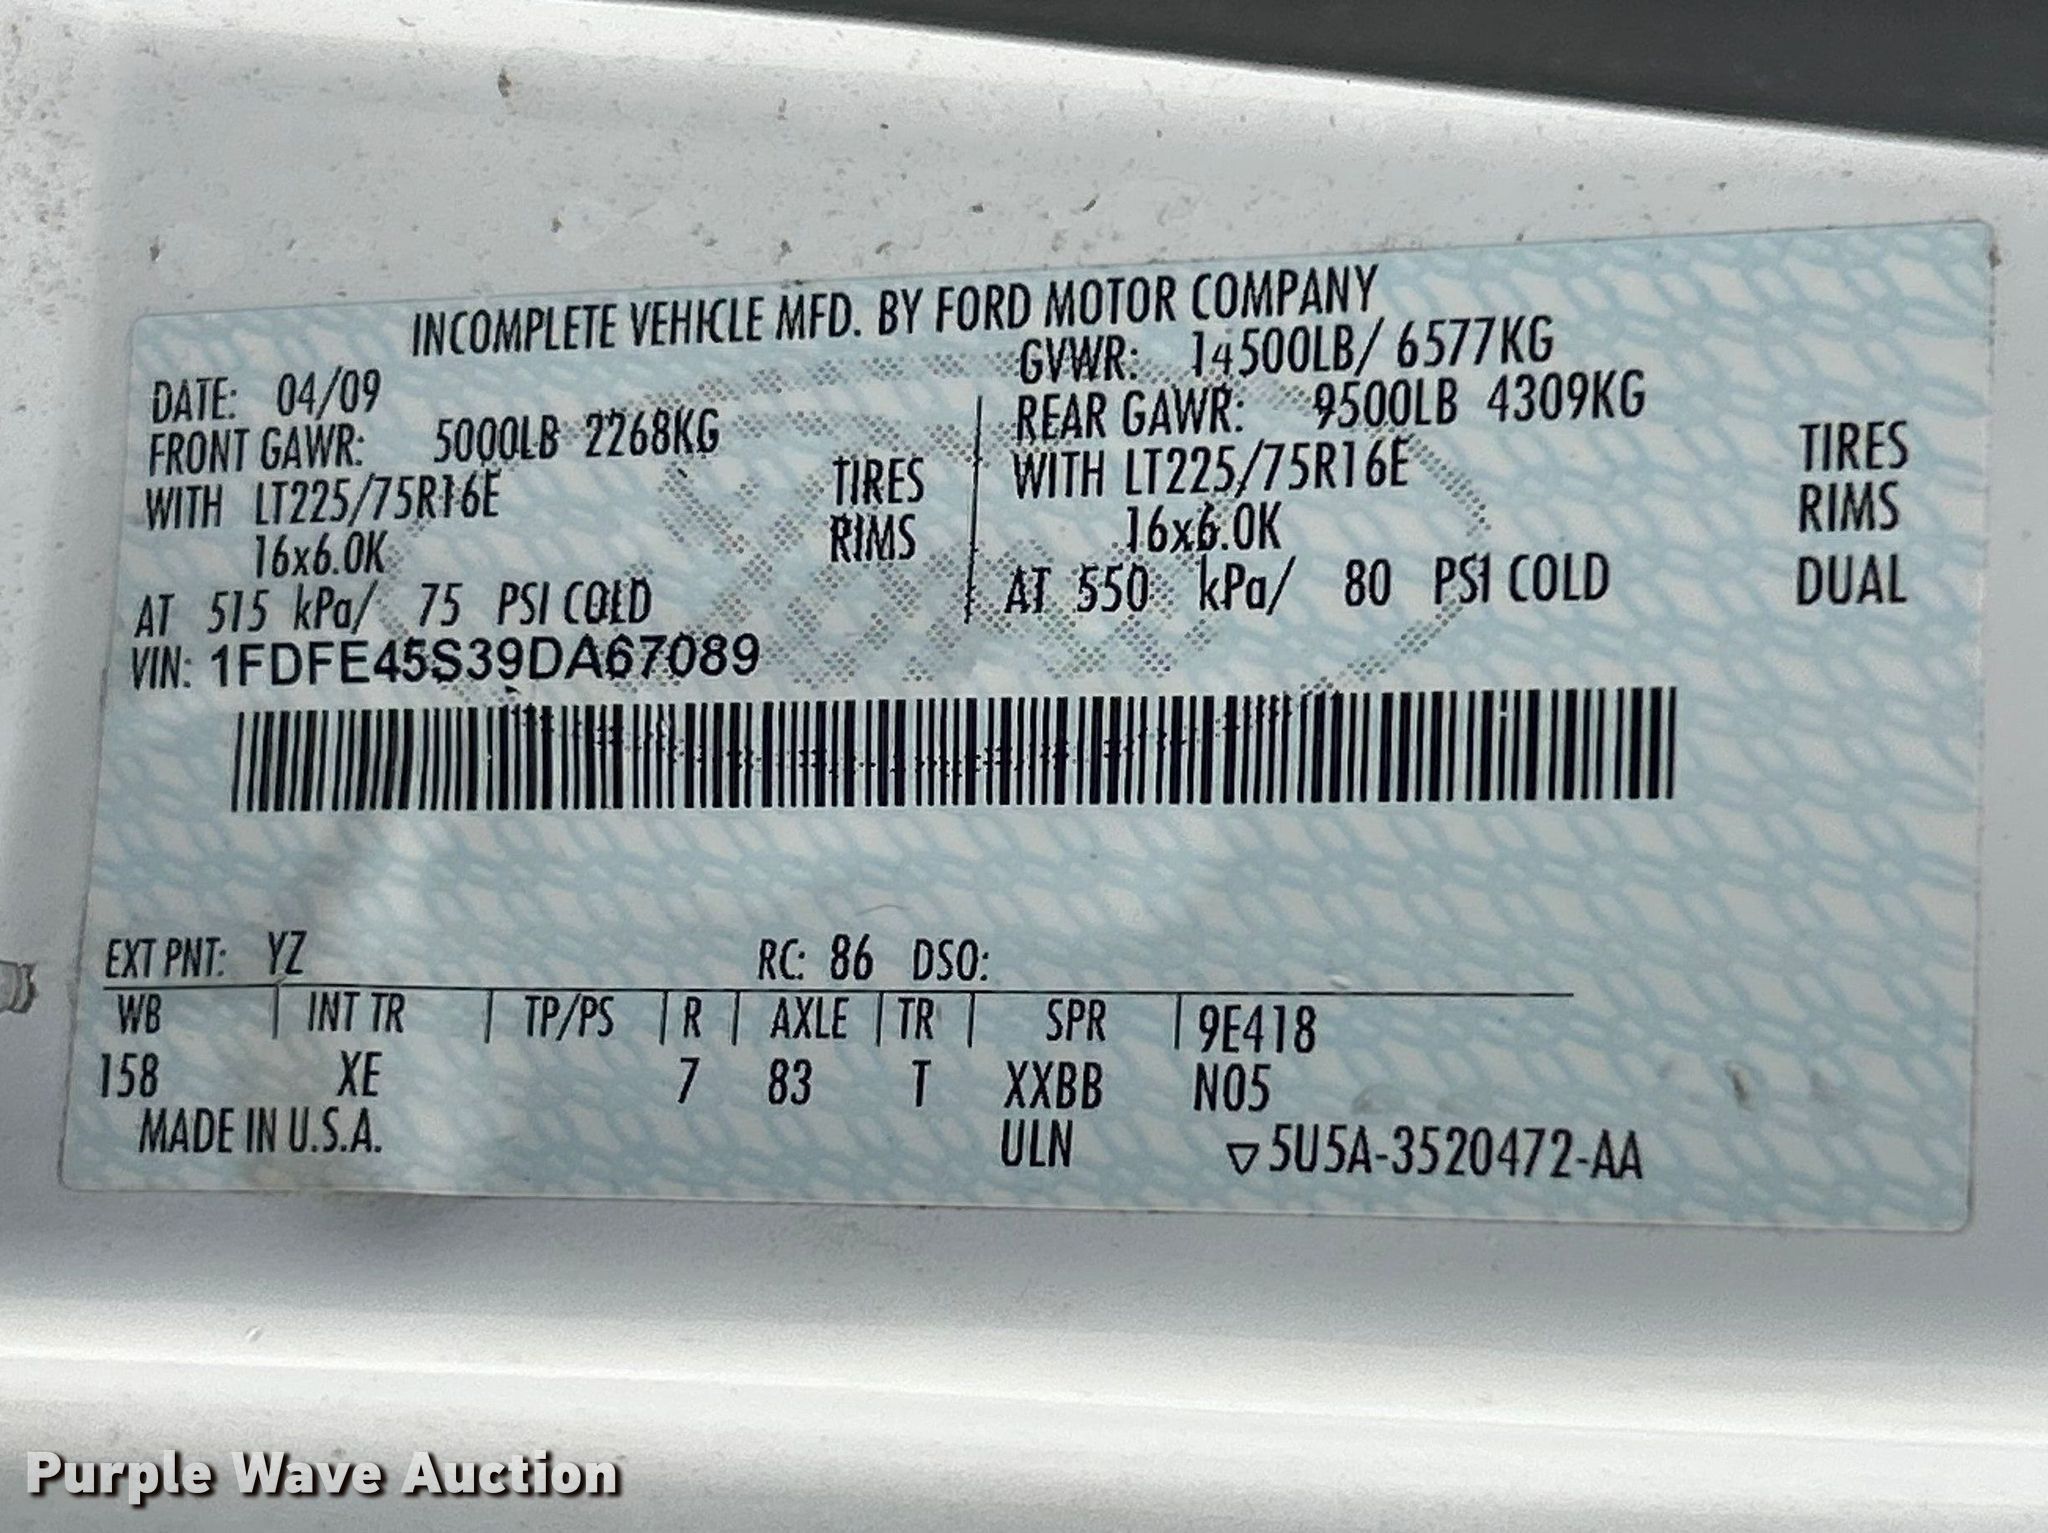 INCOMPLETE VEHICLE MFD. BY FORD MOTOR COMPANY
DATE: 04/09
GVWR: 14500LB/ 6577KG
FRONT GAWR: 5000LB 2268KG
REAR GAWR: 9500LB 4309KG
WITH LT225/75R16E TIRES
WITH LT225/75R16E TIRES
16x6.0K RIMS
16x6.0K RIMS
AT 515 kPa/ 75 PSI COLD
AT 550 kPa/ 80 PSI COLD DUAL
VIN: 1FDFE45S39DA67089
EXT PNT: YZ RC: 86 DSO:
WB | INT TR | TP/PS | R | AXLE | TR | SPR | 9E418
158 XE 7 83 T XXBB N05
MADE IN U.S.A. ULN ▽5U5A-3520472-AA
Purple Wave Auction